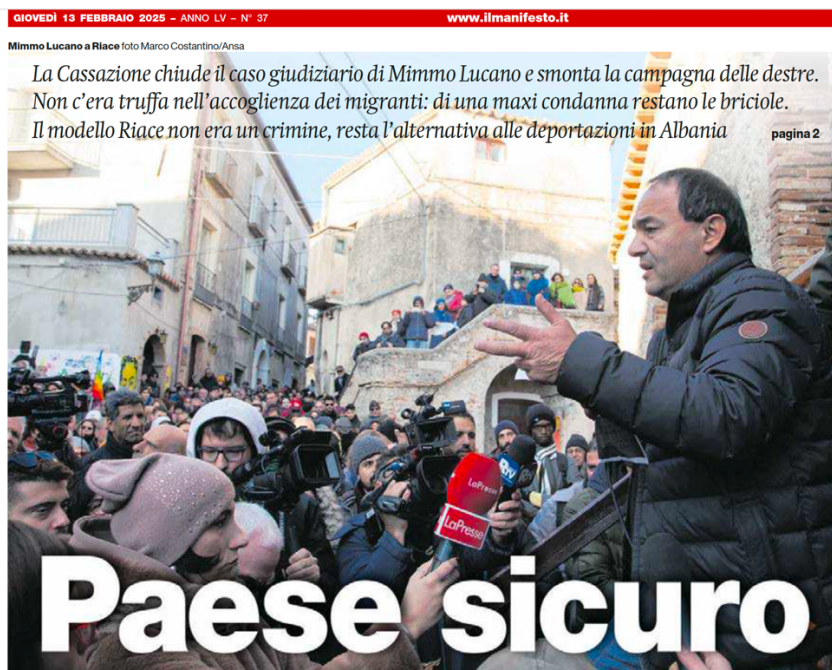 GIOVEDÌ 13 FEBBRAIO 2025 – ANNO LV – N° 37
www.ilmanifesto.it
Mimmo Lucano a Riace foto Marco Costantino/Ansa
La Cassazione chiude il caso giudiziario di Mimmo Lucano e smonta la campagna delle destre.
Non c’era truffa nell’accoglienza dei migranti: di una maxi condanna restano le briciole.
Il modello Riace non era un crimine, resta l’alternativa alle deportazioni in Albania
pagina 2
LaPresse
LaPresse
Paese sicuro